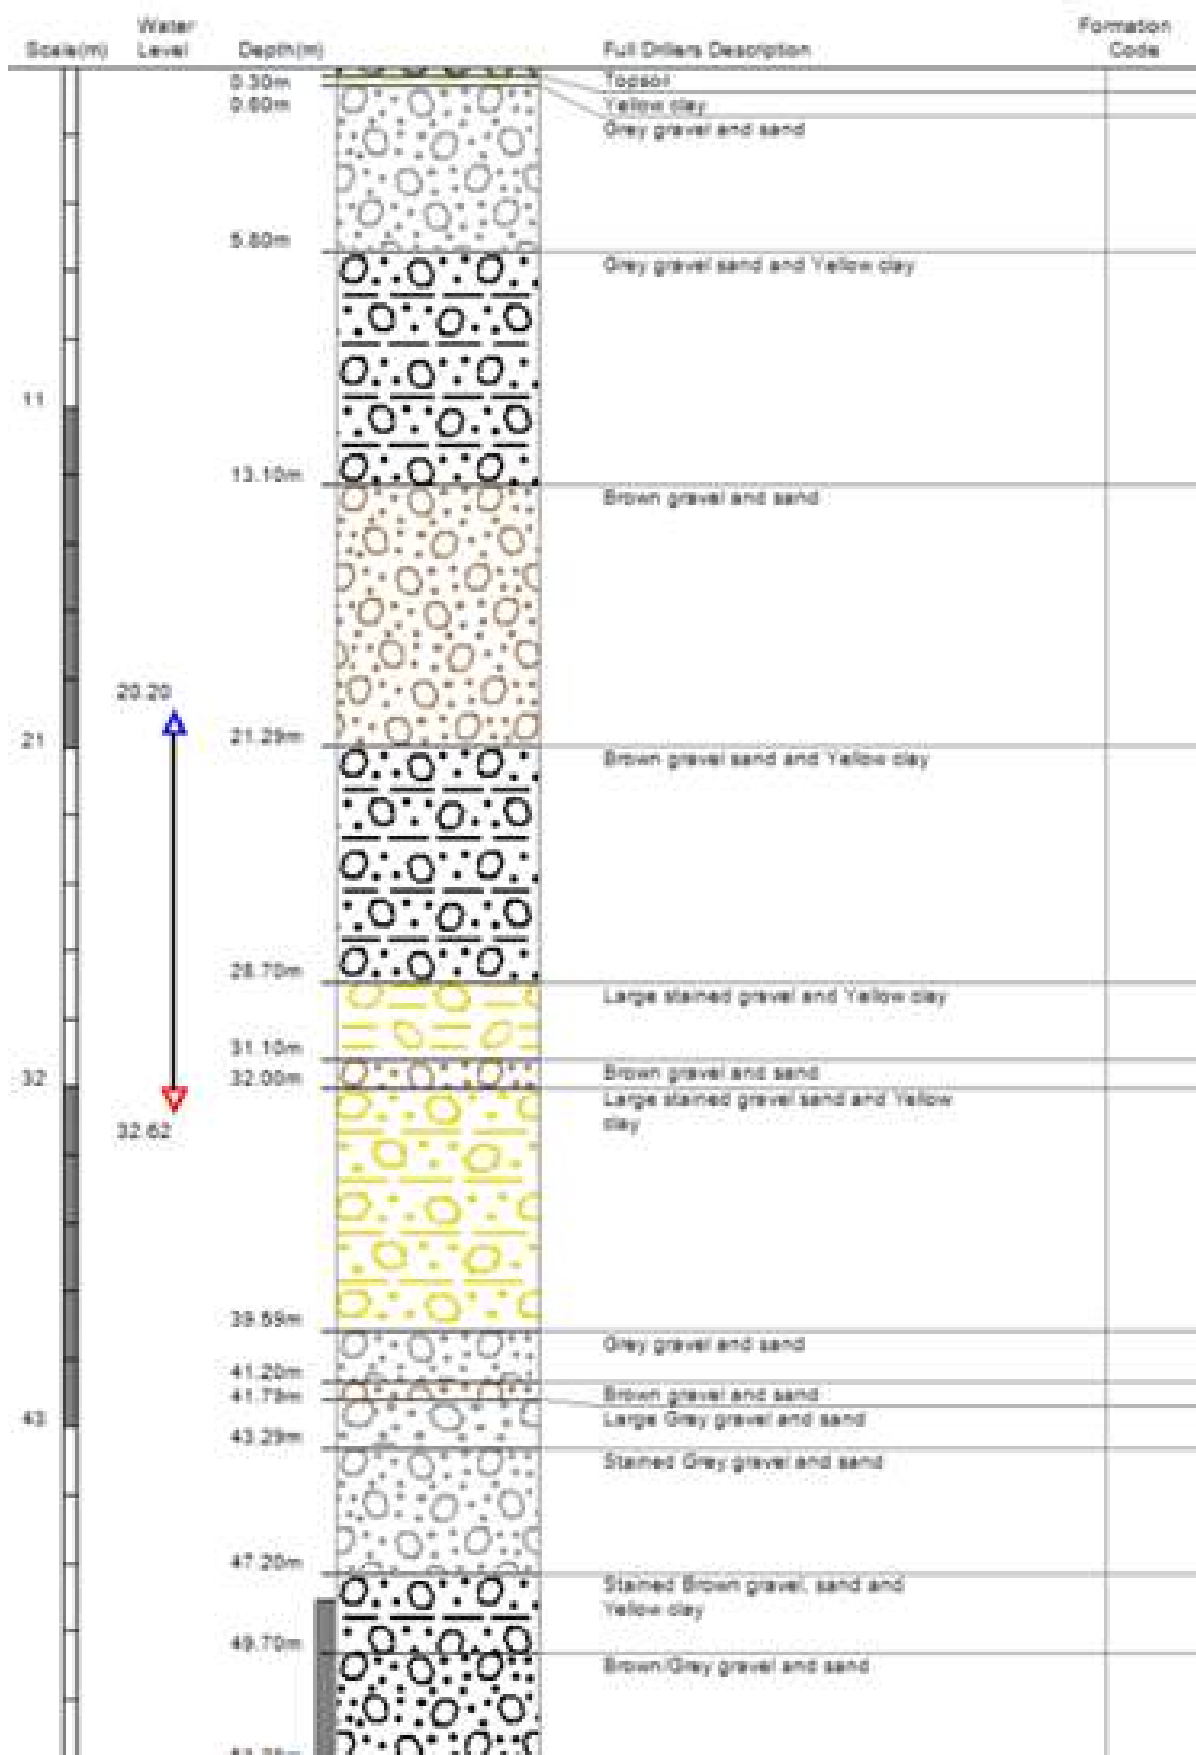 Water
Formation
Scale(m) Level Depth(m) Full Drillers Description Code
0.30m Topsoil
0.60m Yellow clay
Grey gravel and sand
5.80m
Grey gravel sand and Yellow clay
11
13.10m
Brown gravel and sand
20.20
21 21.29m
Brown gravel sand and Yellow clay
28.70m
Large stained gravel and Yellow clay
31.10m
Brown gravel and sand
32 32.00m
Large stained gravel sand and Yellow
clay
32.62
39.59m
Grey gravel and sand
41.20m
Brown gravel and sand
41.79m
43 Large Grey gravel and sand
43.29m
Stained Grey gravel and sand
47.20m
Stained Brown gravel, sand and
Yellow clay
49.70m
Brown/Grey gravel and sand